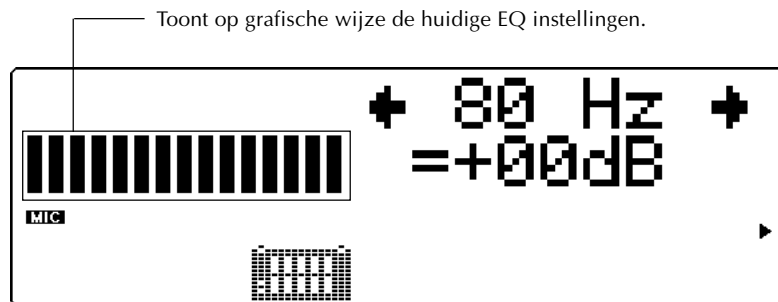 Toont op grafische wijze de huidige EQ instellingen.
80 Hz
=+00dB
MIC